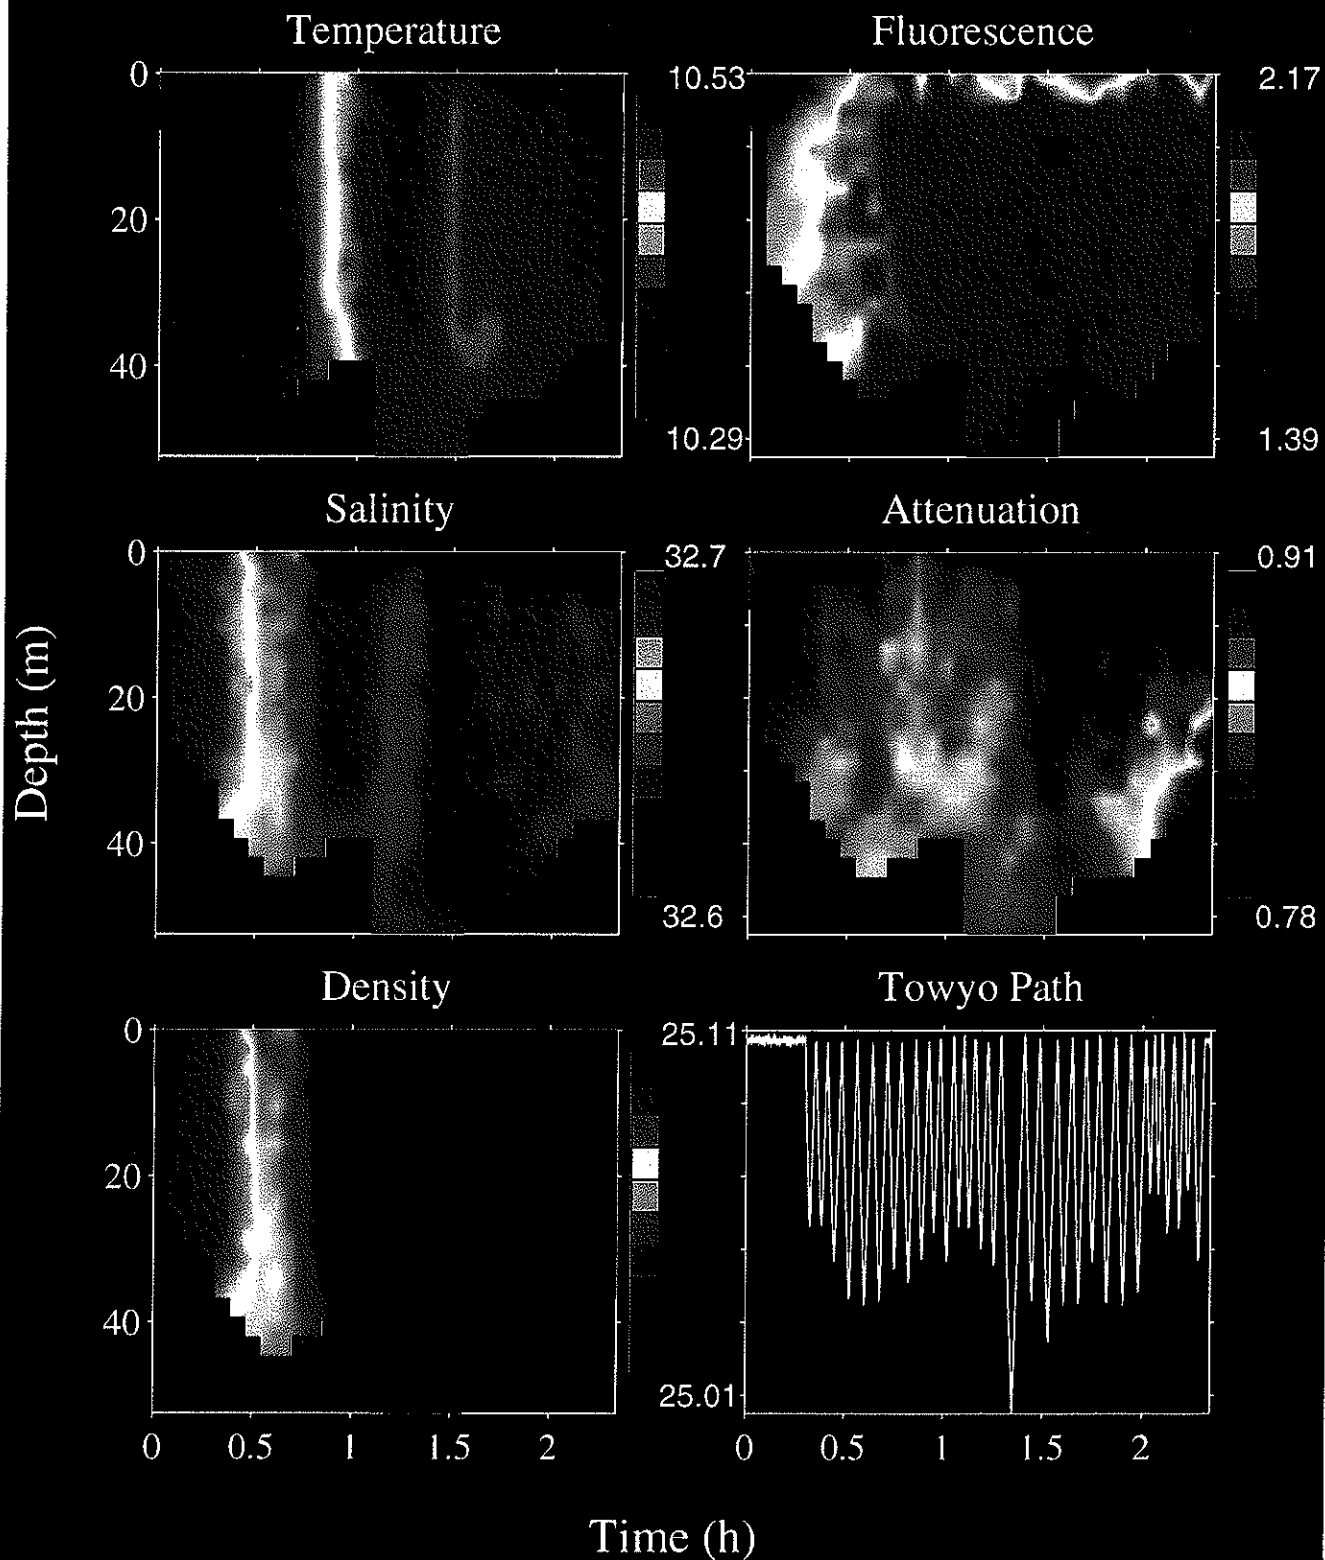 Temperature
Fluorescence
0
20
40
10.53
10.29
2.17
1.39
Salinity
Attenuation
0
20
40
32.7
32.6
0.91
0.78
Depth (m)
Density
Towyo Path
0
20
40
25.11
25.01
0 0.5 1 1.5 2
0 0.5 1 1.5 2
Time (h)